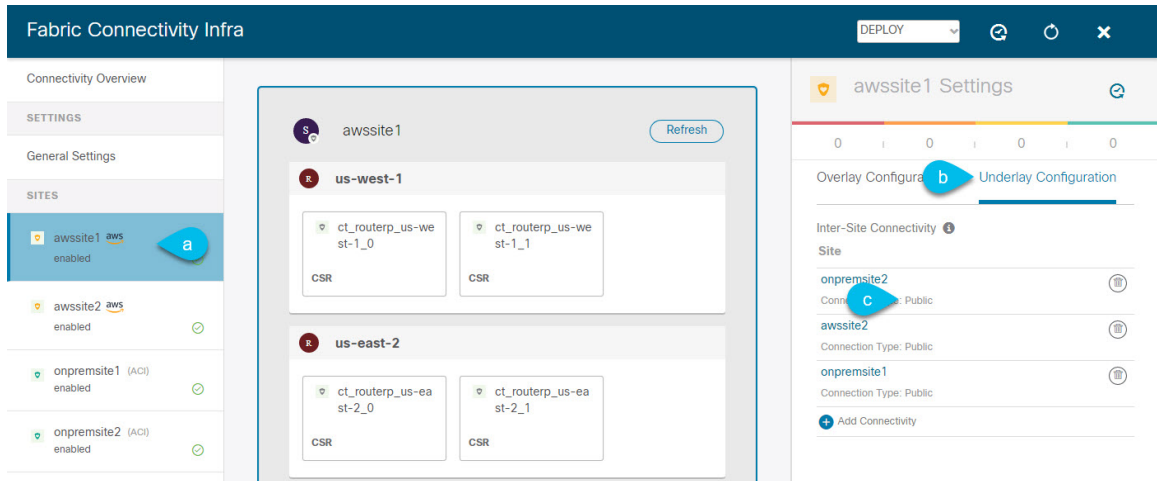 Fabric Connectivity Infra
DEPLOY
Connectivity Overview
SETTINGS
General Settings
SITES
awssite1 aws
enabled
a
awssite2 aws
enabled
onpremsite1 (ACI)
enabled
onpremsite2 (ACI)
enabled
S
awssite1
Refresh
R
us-west-1
ct_routerp_us-we
st-1_0
CSR
ct_routerp_us-we
st-1_1
CSR
R
us-east-2
ct_routerp_us-ea
st-2_0
CSR
ct_routerp_us-ea
st-2_1
CSR
awssite1 Settings
0
0
0
0
Overlay Configura
b
Underlay Configuration
Inter-Site Connectivity
Site
onpremsite2
c
Public
awssite2
Connection Type: Public
onpremsite1
Connection Type: Public
Add Connectivity